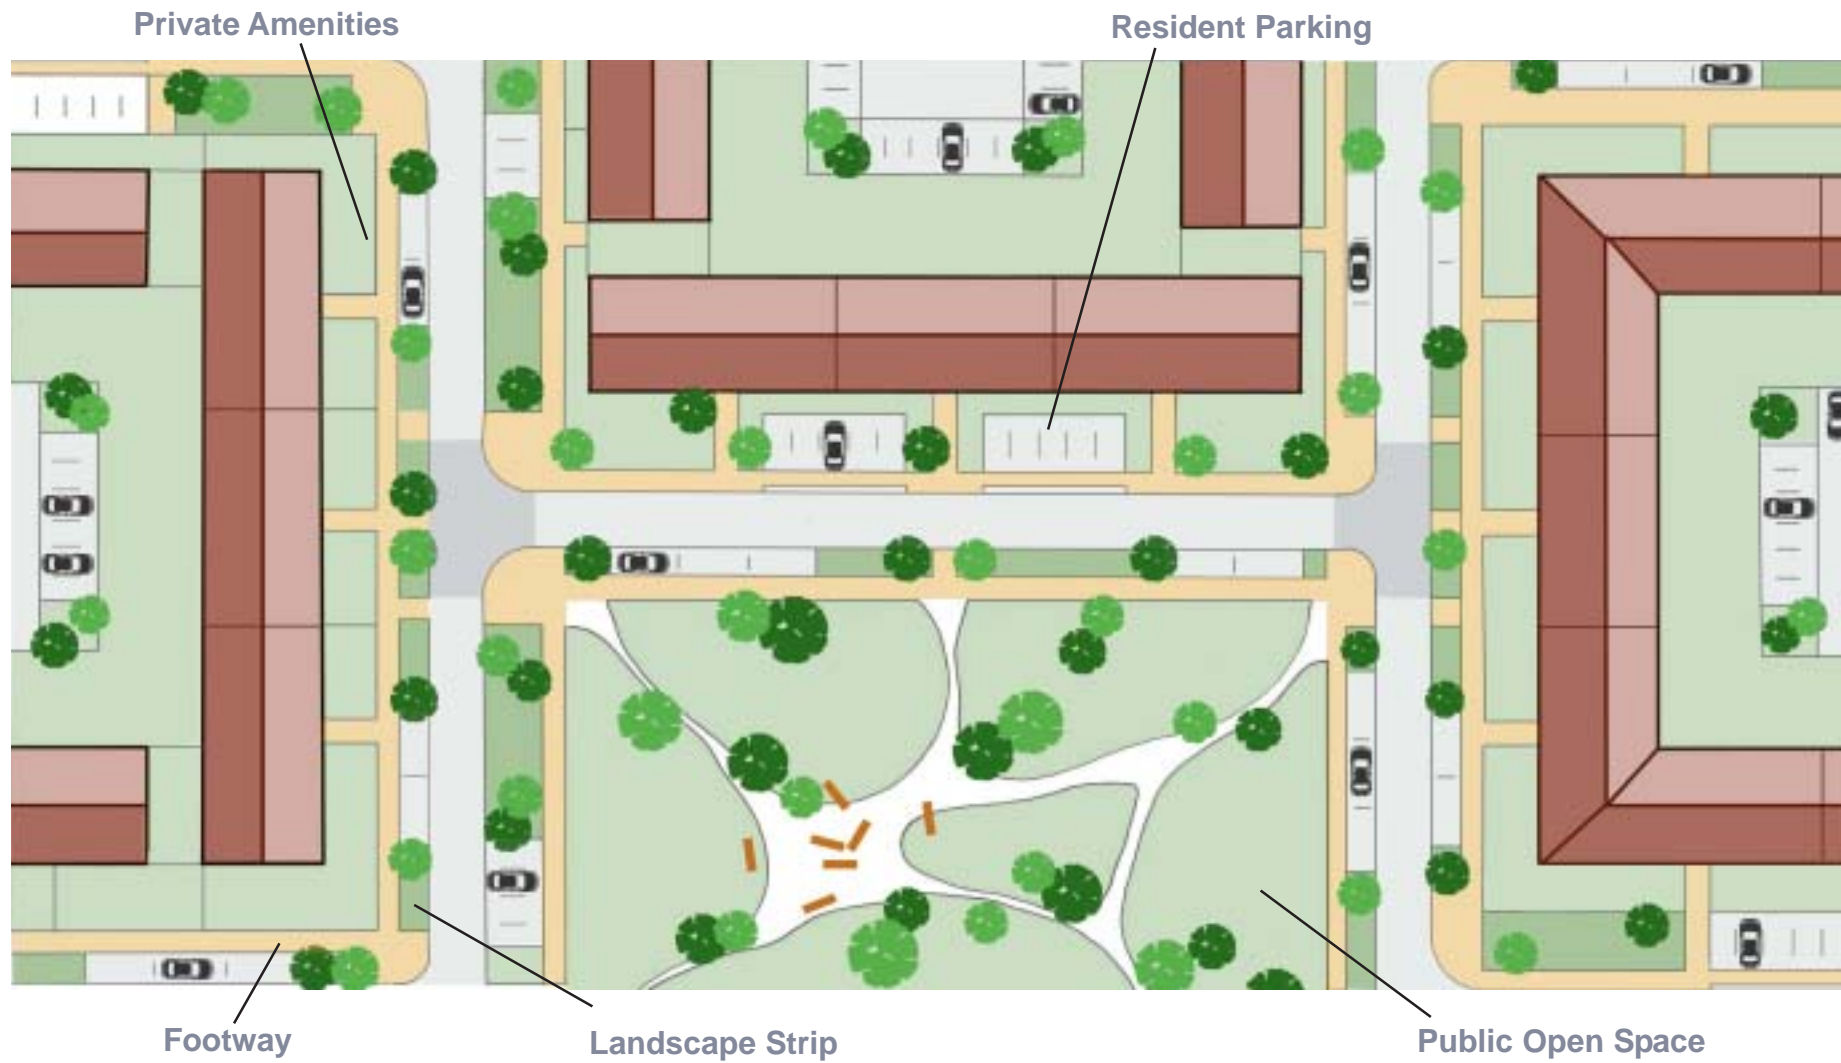 Private Amenities
Resident Parking
Footway
Landscape Strip
Public Open Space